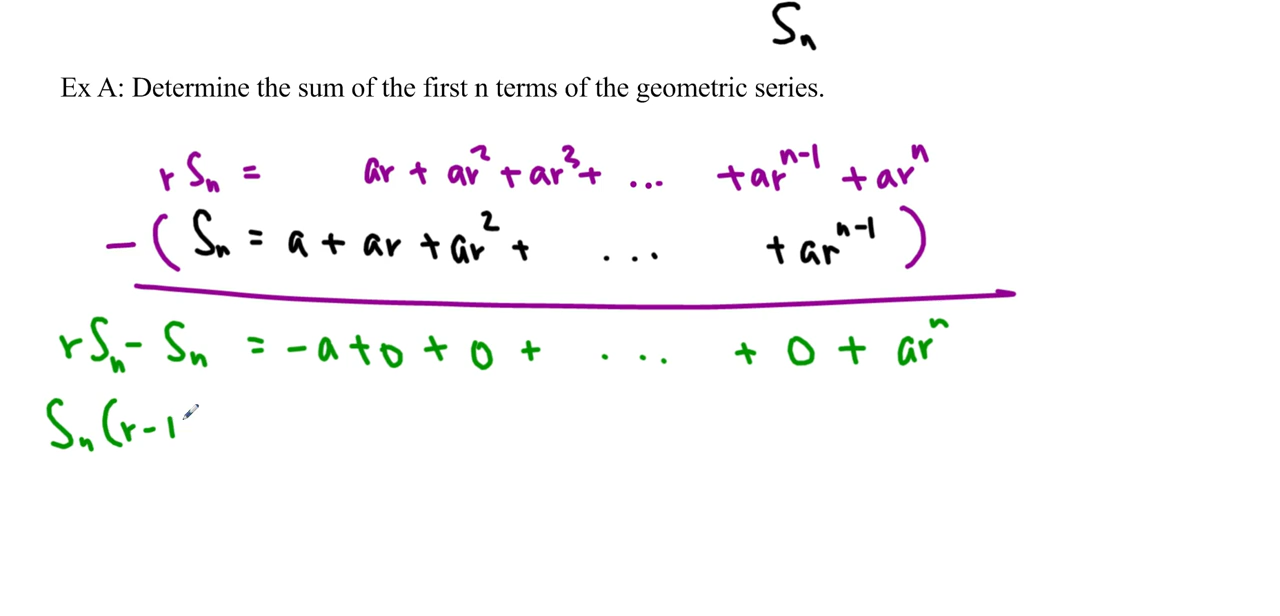 Sₙ
Ex A: Determine the sum of the first n terms of the geometric series.
rSₙ = ar + ar² + ar³ + ... + arⁿ⁻¹ + arⁿ
-( Sₙ = a + ar + ar² + ... + arⁿ⁻¹ )
rSₙ - Sₙ = -a + 0 + 0 + ... + 0 + arⁿ
Sₙ(r-1